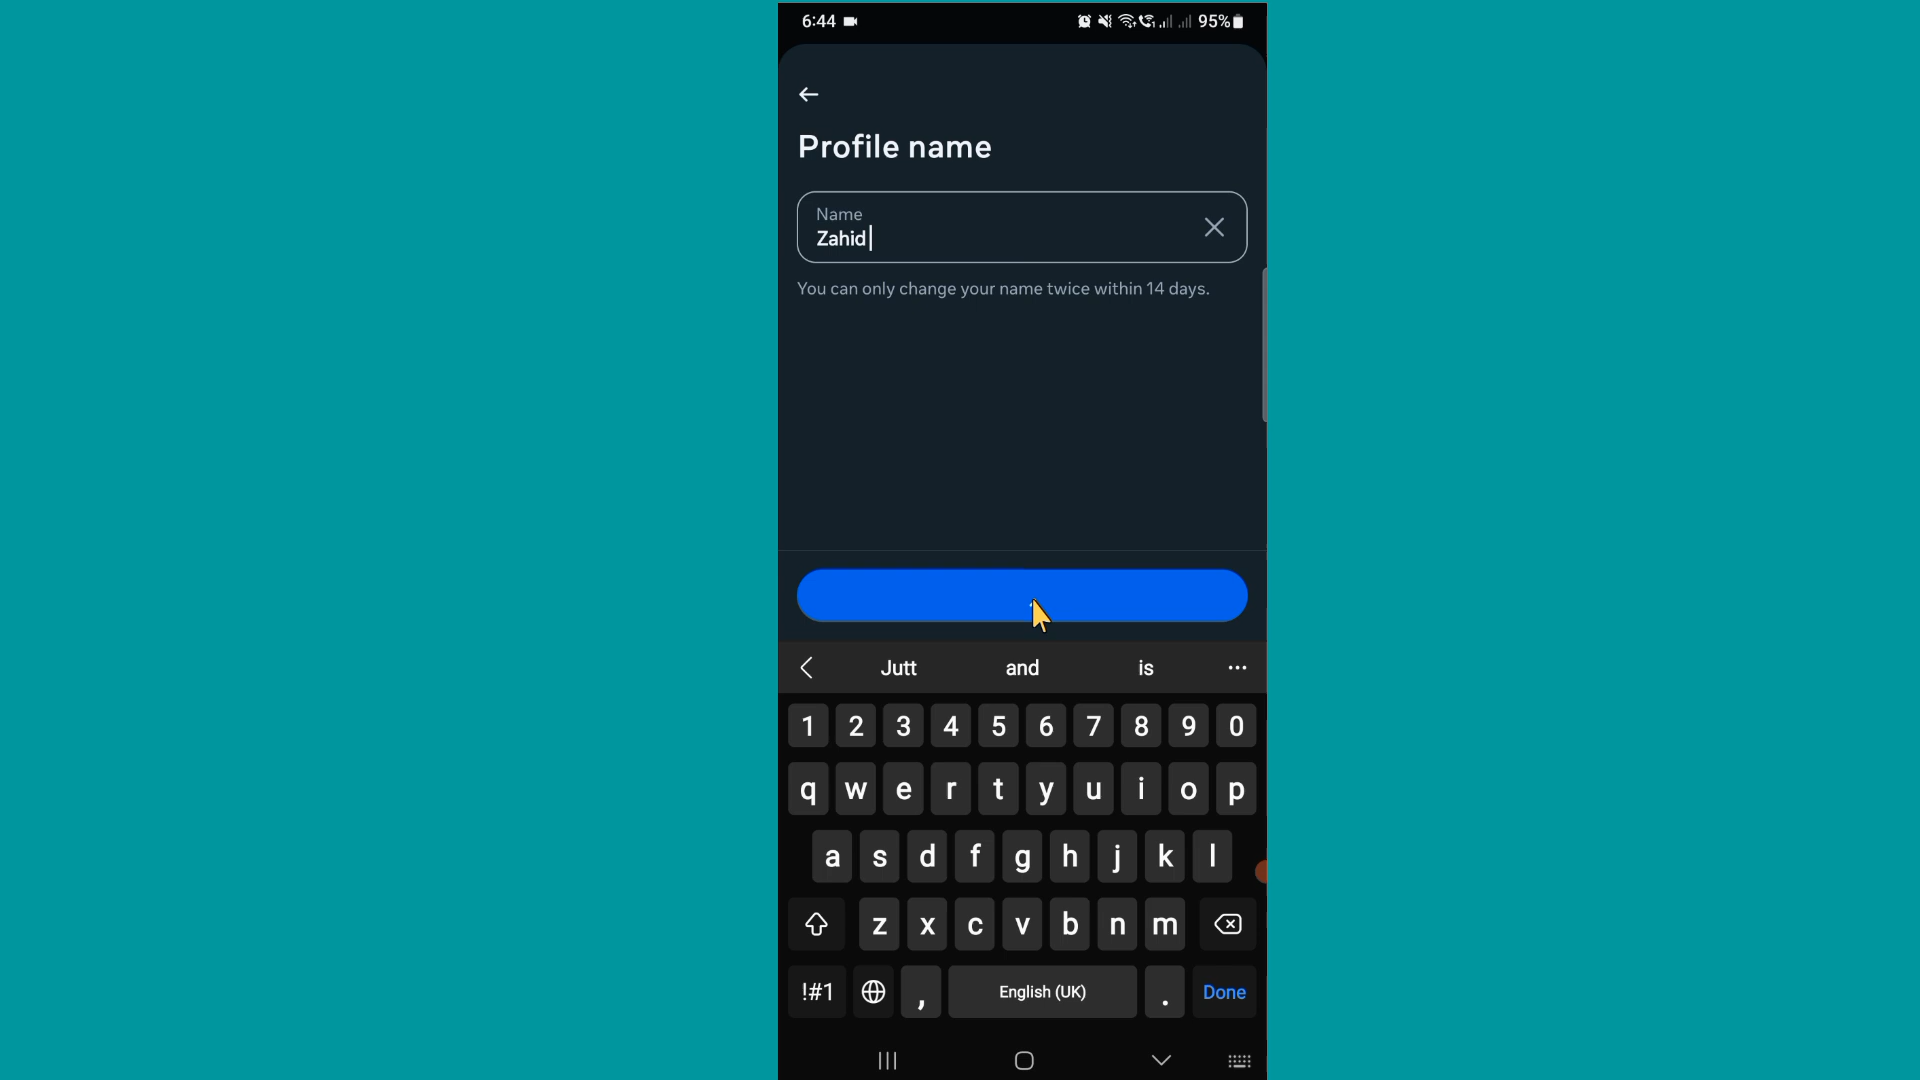 6:44
95%
Profile name
Name
Zahid
You can only change your name twice within 14 days.
Jutt and is ...
1 2 3 4 5 6 7 8 9 0
q w e r t y u i o p
a s d f g h j k l
z x c v b n m
!#1 , English (UK) . Done